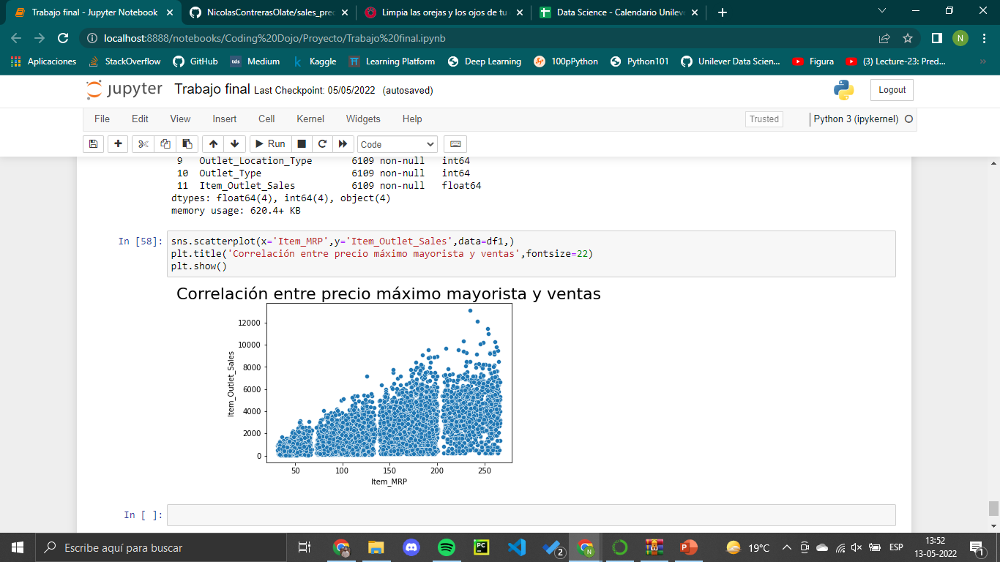 Trabajo final - Jupyter Notebook
NicolasContrerasOlate/sales_prec
Limpia las orejas y los ojos de tu
Data Science - Calendario Unileve
localhost:8888/notebooks/Coding%20Dojo/Proyecto/Trabajo%20final.ipynb
N
Aplicaciones StackOverflow GitHub tds Medium k Kaggle Learning Platform Deep Learning 100pPython Python101 Unilever Data Scien... Figura (3) Lecture-23: Pred... »
jupyter Trabajo final Last Checkpoint: 05/05/2022 (autosaved) Logout
File Edit View Insert Cell Kernel Widgets Help Trusted Python 3 (ipykernel)
Run Code
9 Outlet_Location_Type 6109 non-null int64
10 Outlet_Type 6109 non-null int64
11 Item_Outlet_Sales 6109 non-null float64
dtypes: float64(4), int64(4), object(4)
memory usage: 620.4+ KB
In [58]: sns.scatterplot(x='Item_MRP',y='Item_Outlet_Sales',data=df1,)
plt.title('Correlación entre precio máximo mayorista y ventas',fontsize=22)
plt.show()
Correlación entre precio máximo mayorista y ventas
12000
10000
8000
6000
4000
2000
0
Item_Outlet_Sales
50 100 150 200 250
Item_MRP
In [ ]:
Escribe aquí para buscar
N
PC
2
P
19°C
ESP
13:52
13-05-2022
1